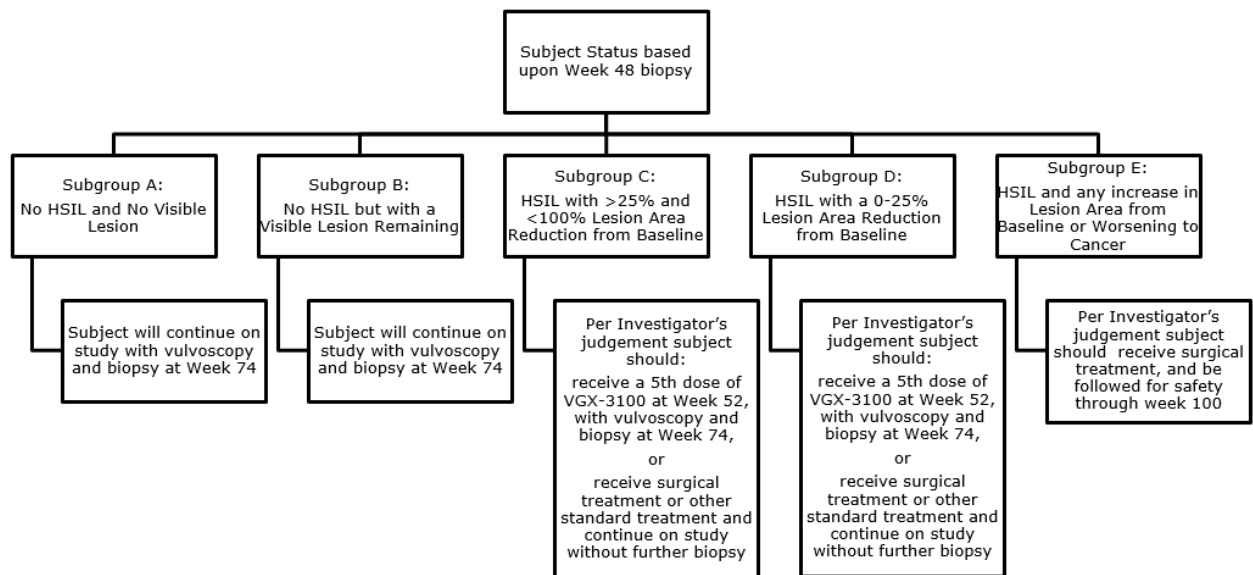 Subject Status based
upon Week 48 biopsy
Subgroup A:
No HSIL and No Visible
Lesion
Subgroup B:
No HSIL but with a
Visible Lesion Remaining
Subgroup C:
HSIL with >25% and
<100% Lesion Area
Reduction from Baseline
Subgroup D:
HSIL with a 0-25%
Lesion Area Reduction
from Baseline
Subgroup E:
HSIL and any increase in
Lesion Area from
Baseline or Worsening to
Cancer
Subject will continue on
study with vulvoscopy
and biopsy at Week 74
Subject will continue on
study with vulvoscopy
and biopsy at Week 74
Per Investigator's
judgement subject
should:
receive a 5th dose of
VGX-3100 at Week 52,
with vulvoscopy and
biopsy at Week 74,
or
receive surgical
treatment or other
standard treatment and
continue on study
without further biopsy
Per Investigator's
judgement subject
should:
receive a 5th dose of
VGX-3100 at Week 52,
with vulvoscopy and
biopsy at Week 74,
or
receive surgical
treatment or other
standard treatment and
continue on study
without further biopsy
Per Investigator's
judgement subject
should  receive surgical
treatment, and be
followed for safety
through week 100